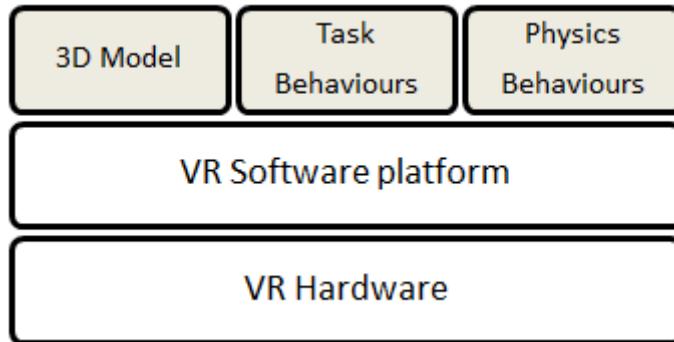 3D Model
Task
Behaviours
Physics
Behaviours
VR Software platform
VR Hardware